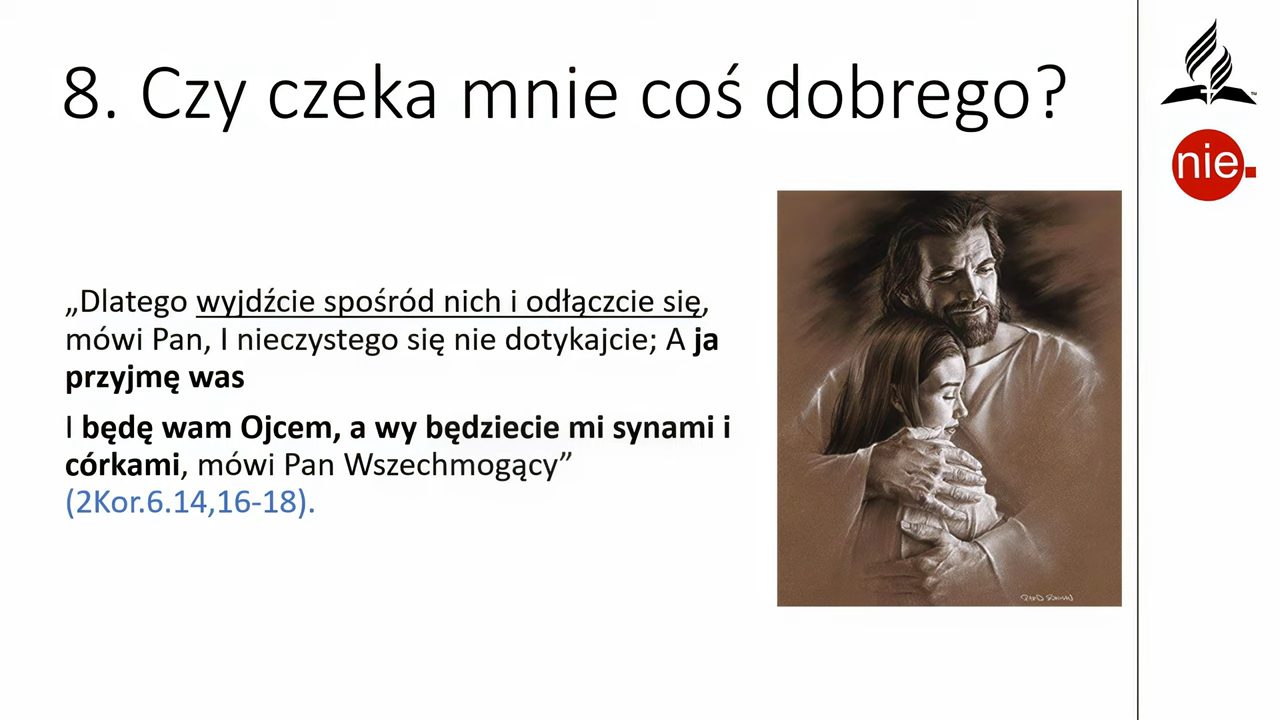 8. Czy czeka mnie coś dobrego?
nie.
„Dlatego wyjdźcie spośród nich i odłączcie się,
mówi Pan, I nieczystego się nie dotykajcie; A ja
przyjmę was
I będę wam Ojcem, a wy będziecie mi synami i
córkami, mówi Pan Wszechmogący”
(2Kor.6.14,16-18).